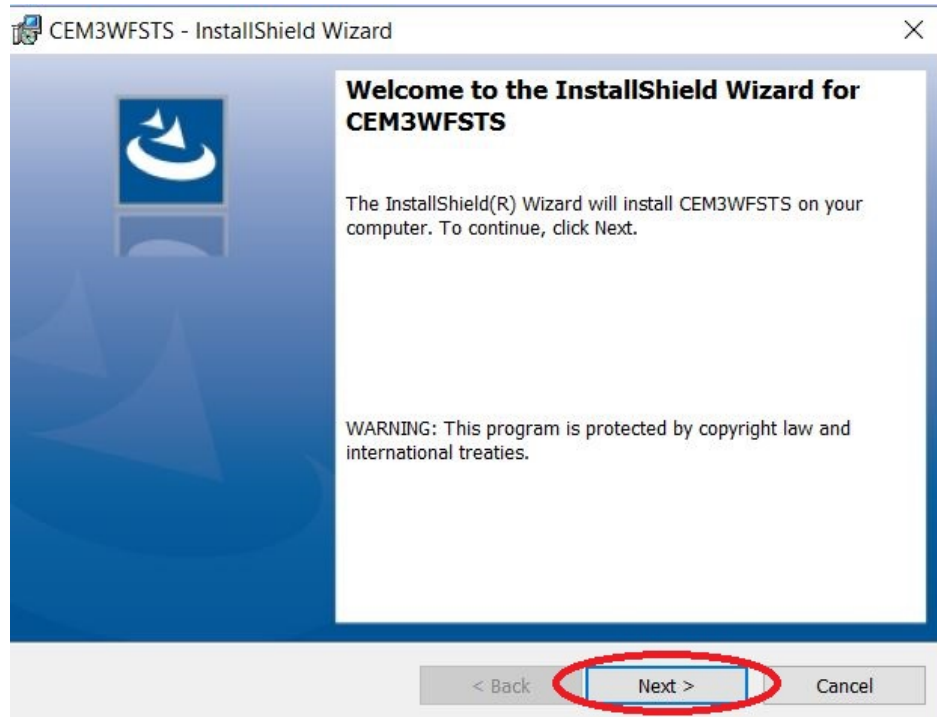 CEM3WFSTS - InstallShield Wizard
Welcome to the InstallShield Wizard for
CEM3WFSTS
The InstallShield(R) Wizard will install CEM3WFSTS on your
computer. To continue, click Next.
WARNING: This program is protected by copyright law and
international treaties.
< Back Next > Cancel